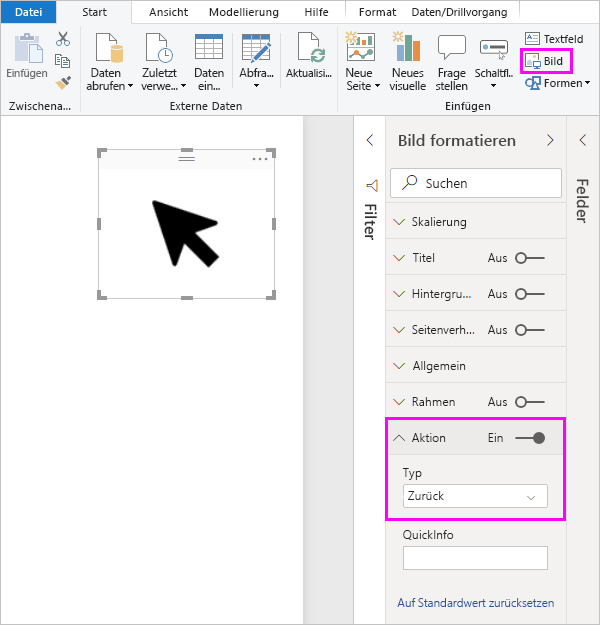 Datei Start Ansicht Modellierung Hilfe Format Daten/Drillvorgang
Einfügen
Daten abrufen
Zuletzt verwe...
Daten ein...
Abfra...
Aktualisi...
Neue Seite
Neues visuelle
Frage stellen
Schaltfl..
Textfeld
Bild
Formen
Zwischena...
Externe Daten
Einfügen
Filter
Bild formatieren
Suchen
Skalierung
Titel Aus
Hintergru... Aus
Seitenverh... Aus
Allgemein
Rahmen Aus
Aktion Ein
Typ
Zurück
QuickInfo
Auf Standardwert zurücksetzen
Felder